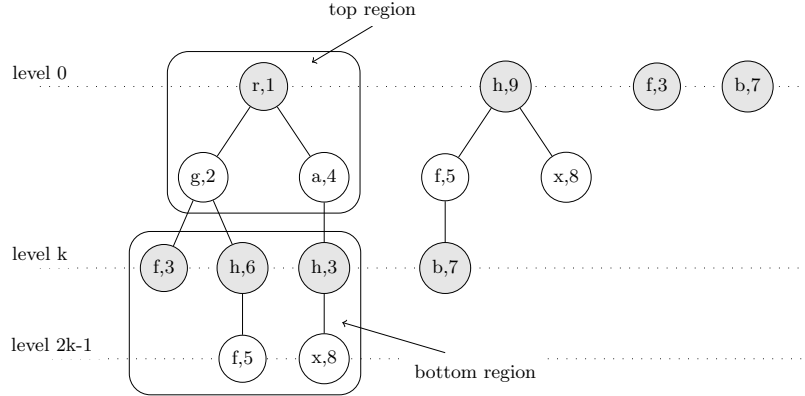 top region
level 0
r,1
h,9
f,3
b,7
g,2
a,4
f,5
x,8
level k
f,3
h,6
h,3
b,7
level 2k-1
f,5
x,8
bottom region